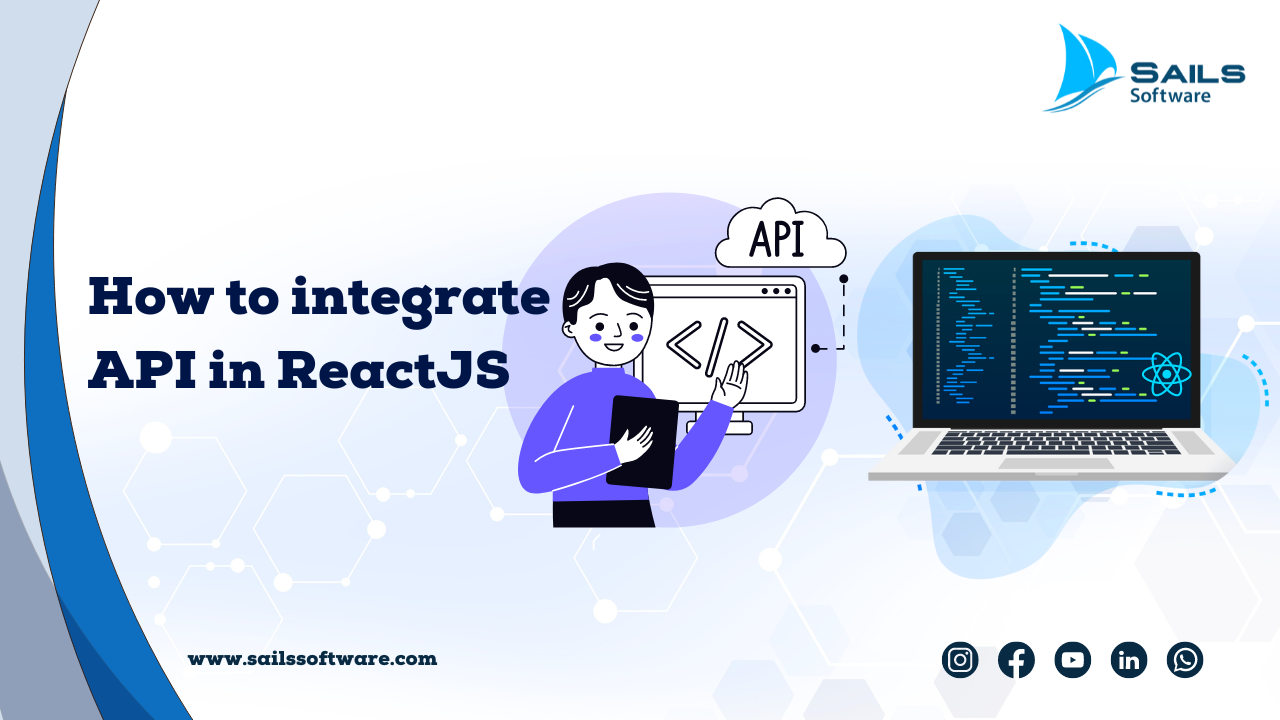 SAILS
Software
API
How to integrate
API in ReactJS
www.sailssoftware.com